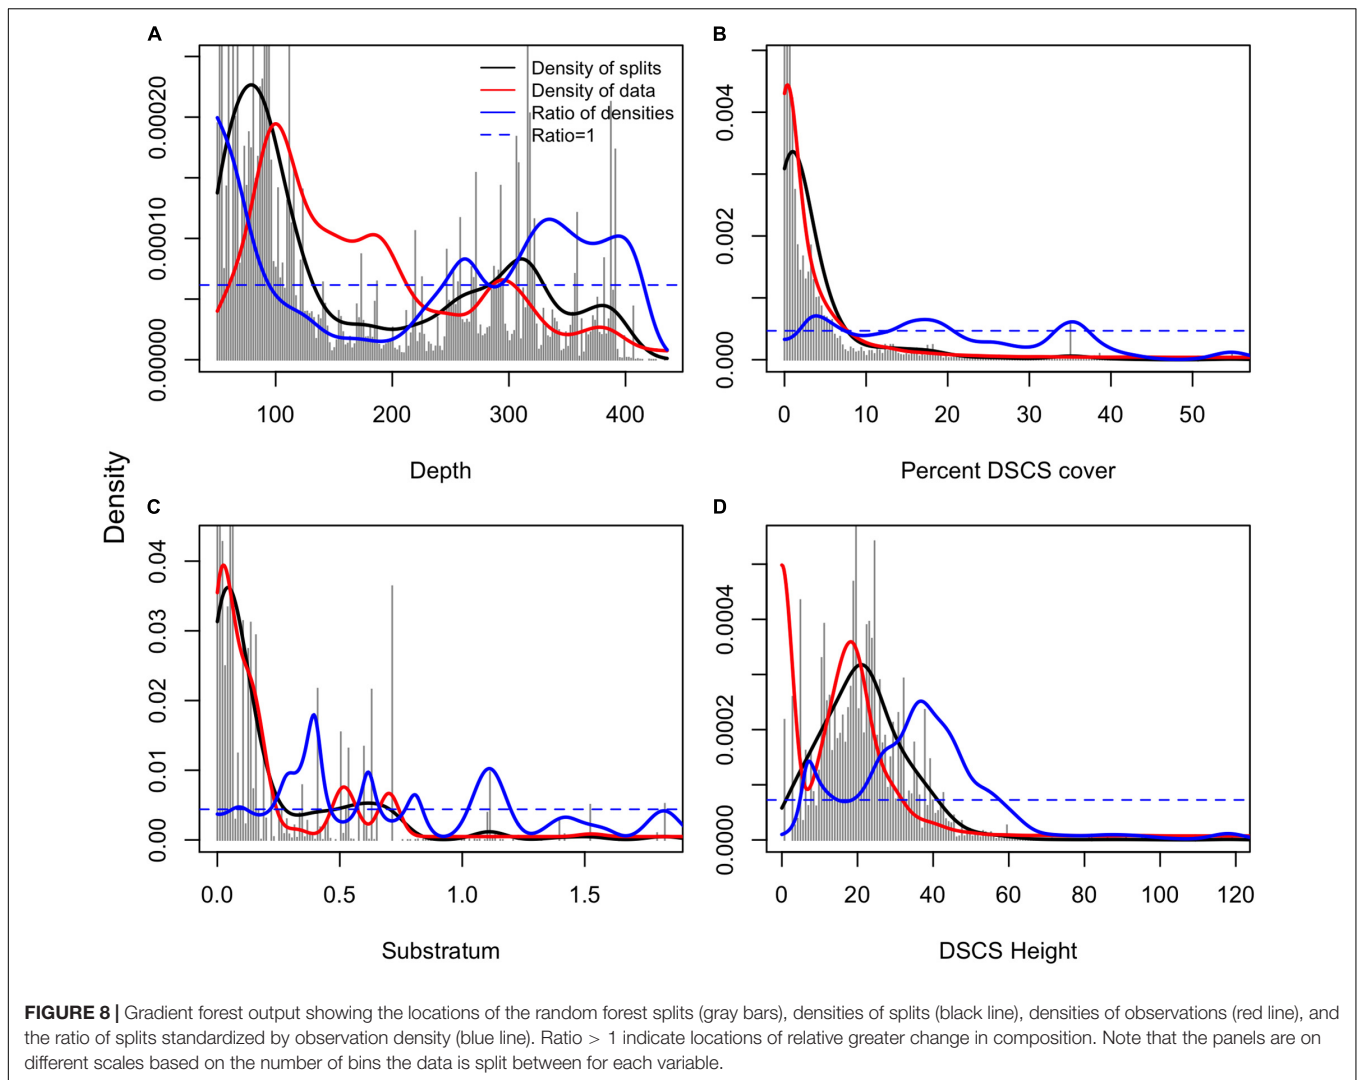 A
Density of splits
Density of data
Ratio of densities
Ratio=1
0.00000 0.00010 0.00020
100 200 300 400
Depth
B
0.000 0.002 0.004
0 10 20 30 40 50
Percent DSCS cover
Density
C
0.00 0.01 0.02 0.03 0.04
0.0 0.5 1.0 1.5
Substratum
D
0.0000 0.0002 0.0004
0 20 40 60 80 100 120
DSCS Height
FIGURE 8 | Gradient forest output showing the locations of the random forest splits (gray bars), densities of splits (black line), densities of observations (red line), and
the ratio of splits standardized by observation density (blue line). Ratio > 1 indicate locations of relative greater change in composition. Note that the panels are on
different scales based on the number of bins the data is split between for each variable.